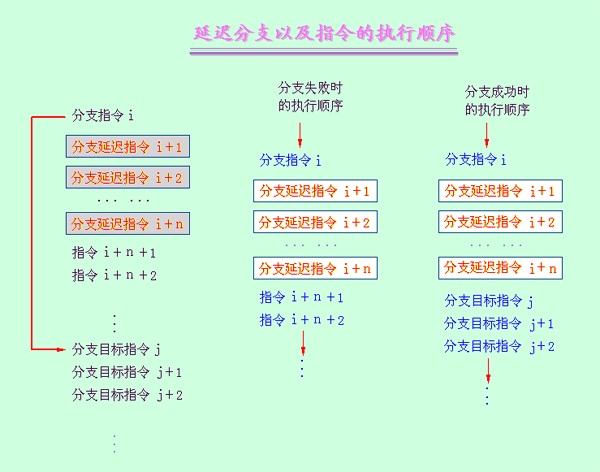 延迟分支以及指令的执行顺序
分支指令 i
分支延迟指令 i＋1
分支延迟指令 i＋2
··· ···
分支延迟指令 i＋n
指令 i＋n＋1
指令 i＋n＋2
⋮
分支目标指令 j
分支目标指令 j＋1
分支目标指令 j＋2
⋮
分支失败时
的执行顺序
分支指令 i
分支延迟指令 i＋1
分支延迟指令 i＋2
··· ···
分支延迟指令 i＋n
指令 i＋n＋1
指令 i＋n＋2
⋮
分支成功时
的执行顺序
分支指令 i
分支延迟指令 i＋1
分支延迟指令 i＋2
··· ···
分支延迟指令 i＋n
分支目标指令 j
分支目标指令 j＋1
分支目标指令 j＋2
⋮